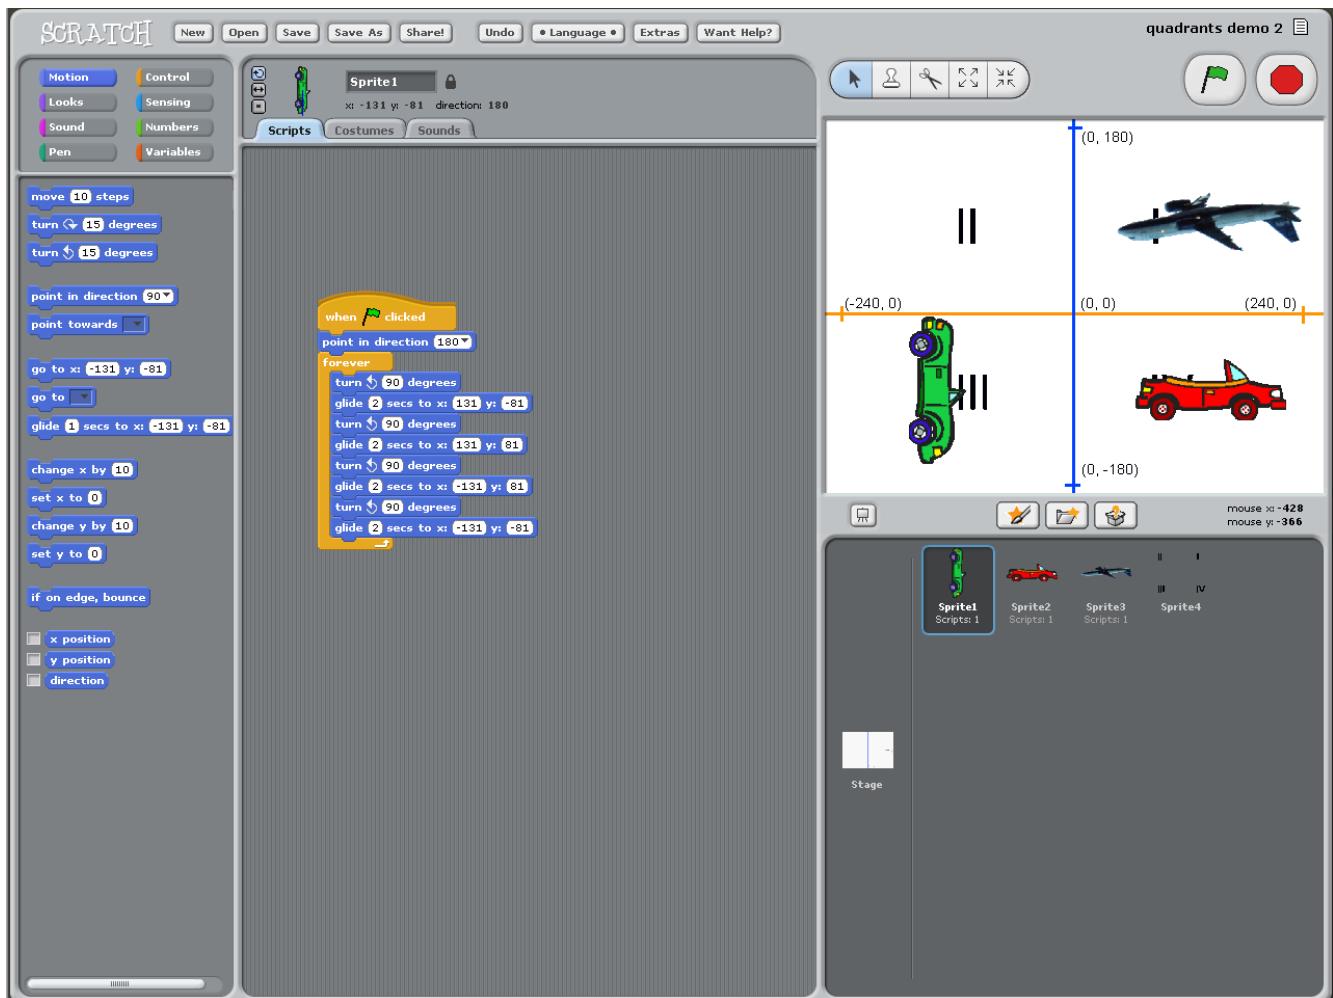 SCRATCH New Open Save Save As Share! Undo • Language • Extras Want Help? quadrants demo 2
Motion Control
Looks Sensing
Sound Numbers
Pen Variables
Sprite1
x: -131 y: -81 direction: 180
Scripts Costumes Sounds
move 10 steps
turn 15 degrees
turn 15 degrees
point in direction 90
point towards
go to x: -131 y: -81
go to
glide 1 secs to x: -131 y: -81
change x by 10
set x to 0
change y by 10
set y to 0
if on edge, bounce
x position
y position
direction
when clicked
point in direction 180
forever
turn 90 degrees
glide 2 secs to x: 131 y: -81
turn 90 degrees
glide 2 secs to x: 131 y: 81
turn 90 degrees
glide 2 secs to x: -131 y: 81
turn 90 degrees
glide 2 secs to x: -131 y: -81
(0, 180)
II I
(-240, 0) (0, 0) (240, 0)
III
(0, -180)
mouse x: -428
mouse y: -366
II I
III IV
Sprite1 Sprite2 Sprite3 Sprite4
Scripts: 1 Scripts: 1 Scripts: 1
Stage